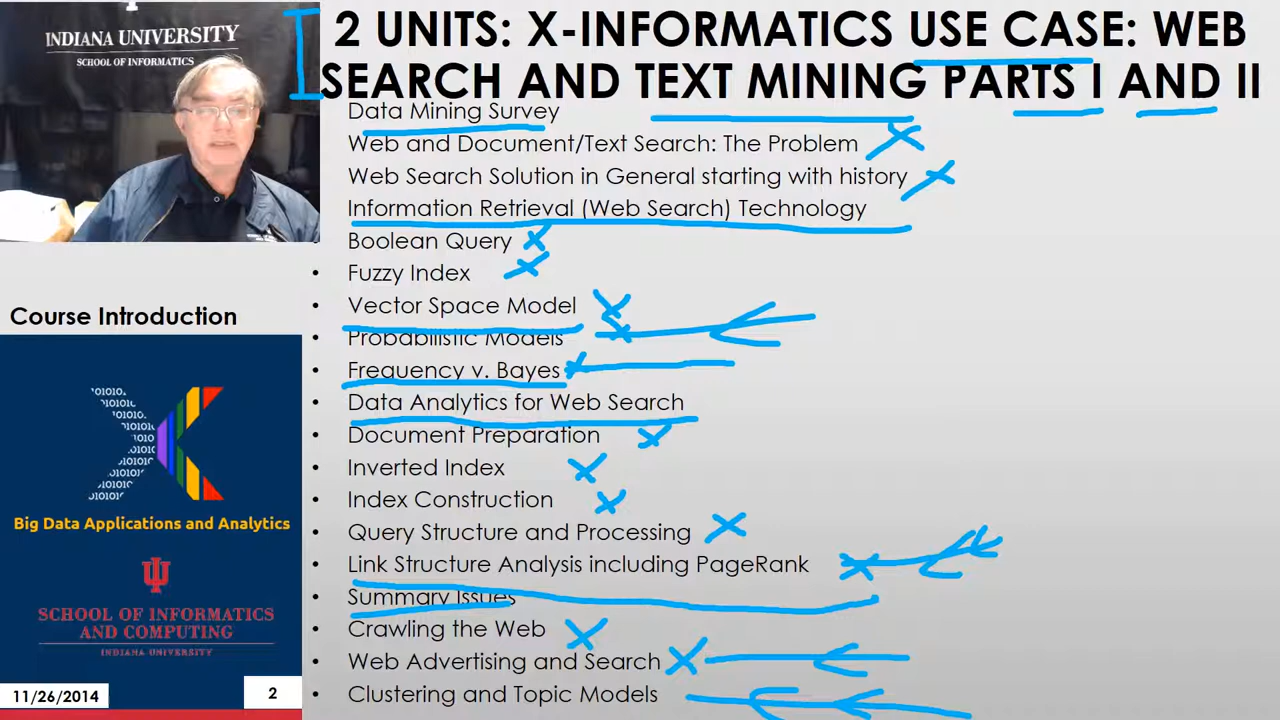 INDIANA UNIVERSITY
SCHOOL OF INFORMATICS
2 UNITS: X-INFORMATICS USE CASE: WEB
SEARCH AND TEXT MINING PARTS I AND II
Data Mining Survey
Web and Document/Text Search: The Problem
Web Search Solution in General starting with history
Information Retrieval (Web Search) Technology
Boolean Query
• Fuzzy Index
• Vector Space Model
• Probabilistic Models
• Frequency v. Bayes
• Data Analytics for Web Search
• Document Preparation
• Inverted Index
• Index Construction
• Query Structure and Processing
• Link Structure Analysis including PageRank
• Summary Issues
• Crawling the Web
• Web Advertising and Search
• Clustering and Topic Models
Course Introduction
Big Data Applications and Analytics
SCHOOL OF INFORMATICS
AND COMPUTING
INDIANA UNIVERSITY
11/26/2014
2